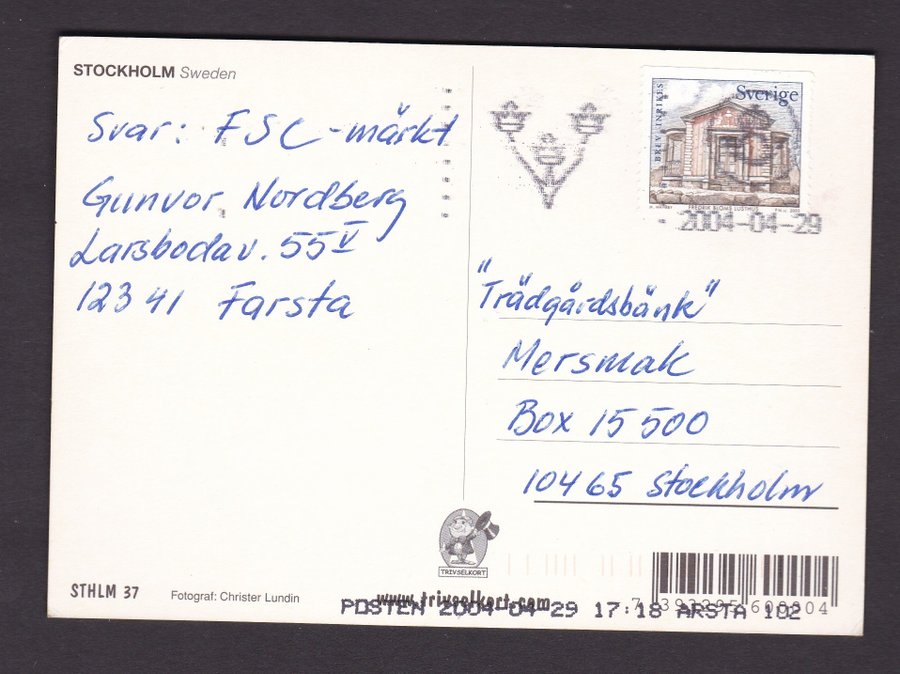 STOCKHOLM Sweden
Svar: FSC-märkt
Gunvor Nordberg
Larsbodav. 55 V
123 41 Farsta
BREV INRIKES
Sverige
FREDRIK BLOMS LUSTHUS
2004-04-29
"Trädgårdsbänk"
Mersmak
Box 15 500
104 65 Stockholm
TRIVSELKORT
www.trivselkort.com
STHLM 37
Fotograf: Christer Lundin
POSTEN 2004-04-29 17:18 ÅRSTA 102